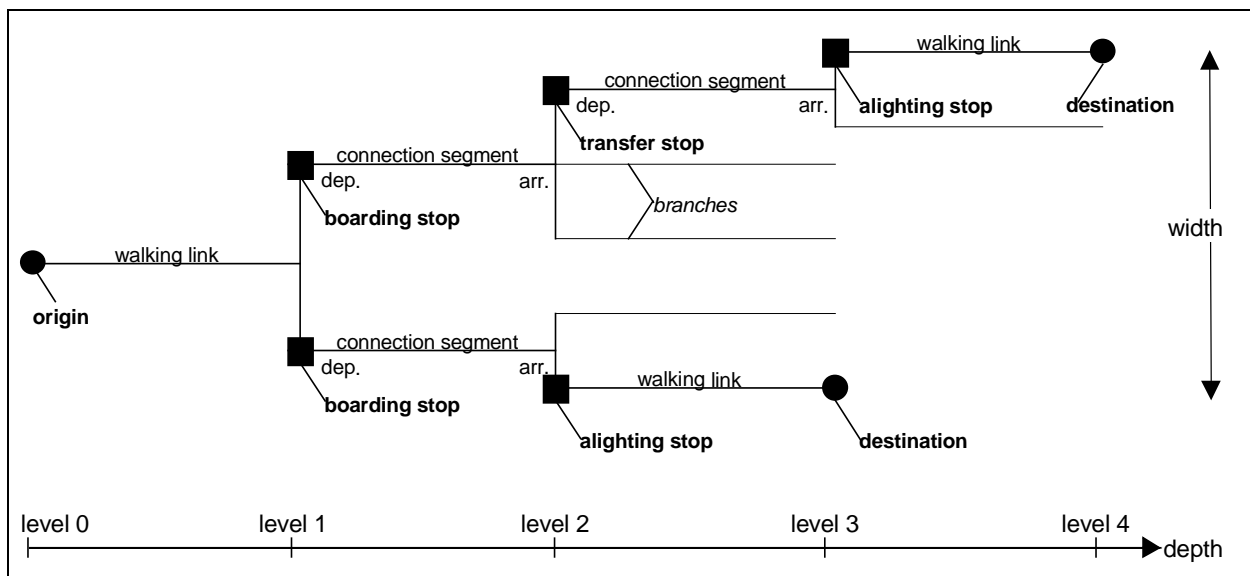 walking link
connection segment
dep.
arr.
alighting stop
destination
transfer stop
connection segment
dep.
arr.
branches
boarding stop
width
walking link
origin
connection segment
dep.
arr.
walking link
boarding stop
alighting stop
destination
level 0
level 1
level 2
level 3
level 4
depth